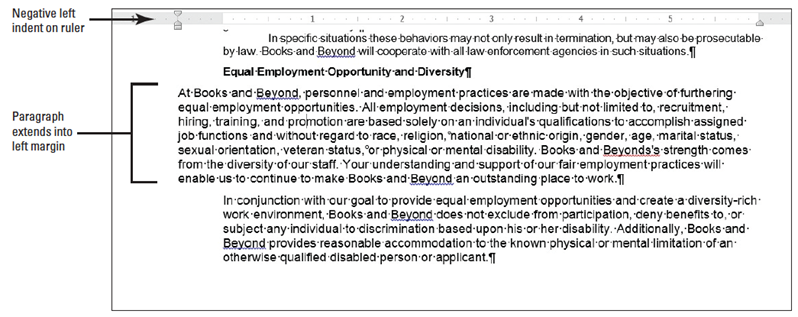 Negative left
indent on ruler
1 1 2 3 4 5
In specific situations these behaviors may not only result in termination, but may also be prosecutable
by law. Books and Beyond will cooperate with all law enforcement agencies in such situations.¶
Equal Employment Opportunity and Diversity¶
Paragraph
extends into
left margin
At Books and Beyond, personnel and employment practices are made with the objective of furthering
equal employment opportunities. All employment decisions, including but not limited to, recruitment,
hiring, training, and promotion are based solely on an individual's qualifications to accomplish assigned
job functions and without regard to race, religion, national or ethnic origin, gender, age, marital status,
sexual orientation, veteran status, or physical or mental disability. Books and Beyonds's strength comes
from the diversity of our staff. Your understanding and support of our fair employment practices will
enable us to continue to make Books and Beyond an outstanding place to work.¶
In conjunction with our goal to provide equal employment opportunities and create a diversity-rich
work environment, Books and Beyond does not exclude from participation, deny benefits to, or
subject any individual to discrimination based upon his or her disability. Additionally, Books and
Beyond provides reasonable accommodation to the known physical or mental limitation of an
otherwise qualified disabled person or applicant.¶